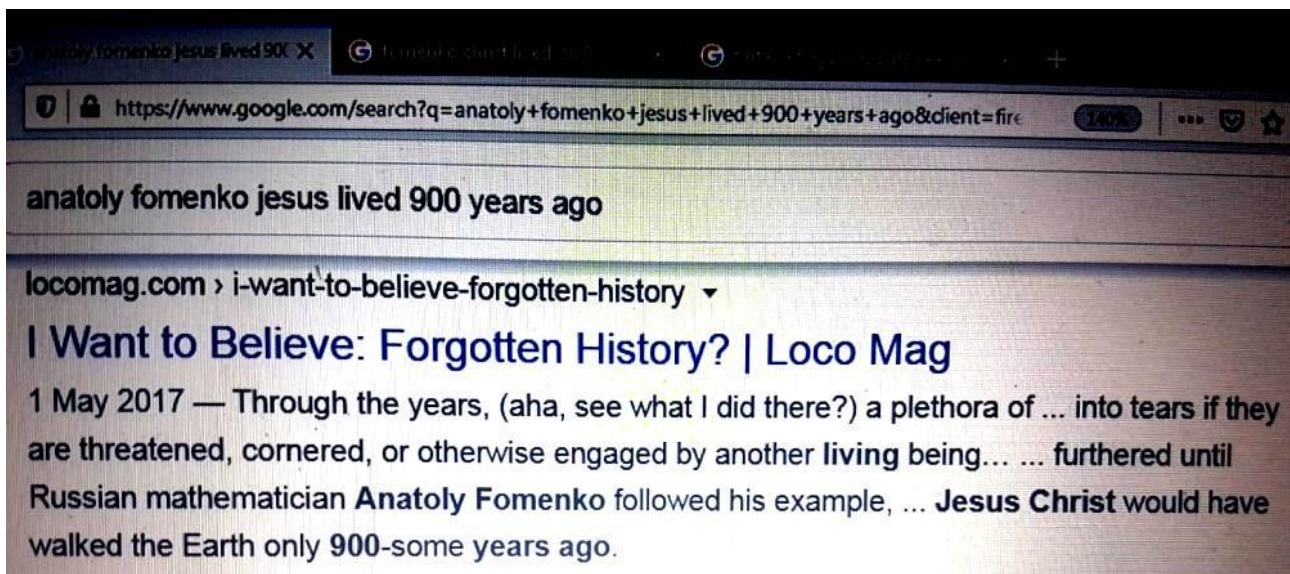 anatoly fomenko jesus lived 90( X
https://www.google.com/search?q=anatoly+fomenko+jesus+lived+900+years+ago&client=fire
140%
anatoly fomenko jesus lived 900 years ago
locomag.com › i-want-to-believe-forgotten-history
I Want to Believe: Forgotten History? | Loco Mag
1 May 2017 — Through the years, (aha, see what I did there?) a plethora of ... into tears if they
are threatened, cornered, or otherwise engaged by another living being... ... furthered until
Russian mathematician Anatoly Fomenko followed his example, ... Jesus Christ would have
walked the Earth only 900-some years ago.